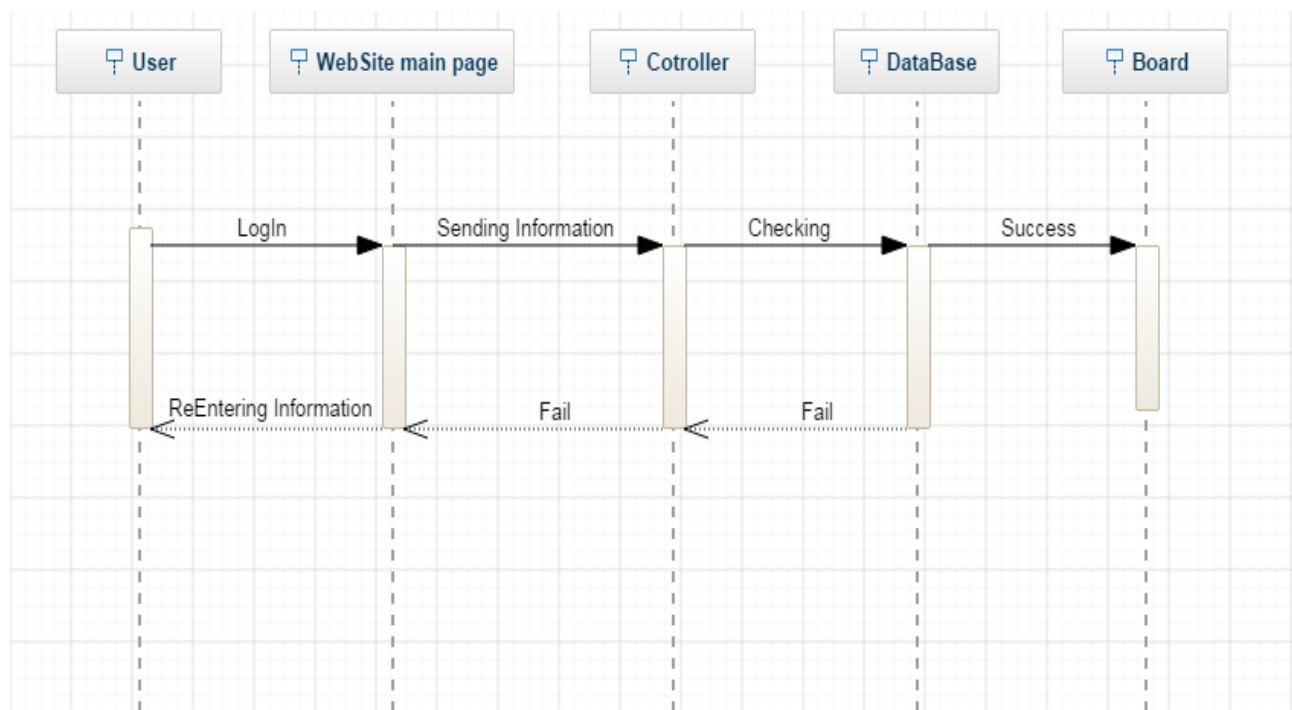 User
WebSite main page
Cotroller
DataBase
Board
LogIn
Sending Information
Checking
Success
ReEntering Information
Fail
Fail